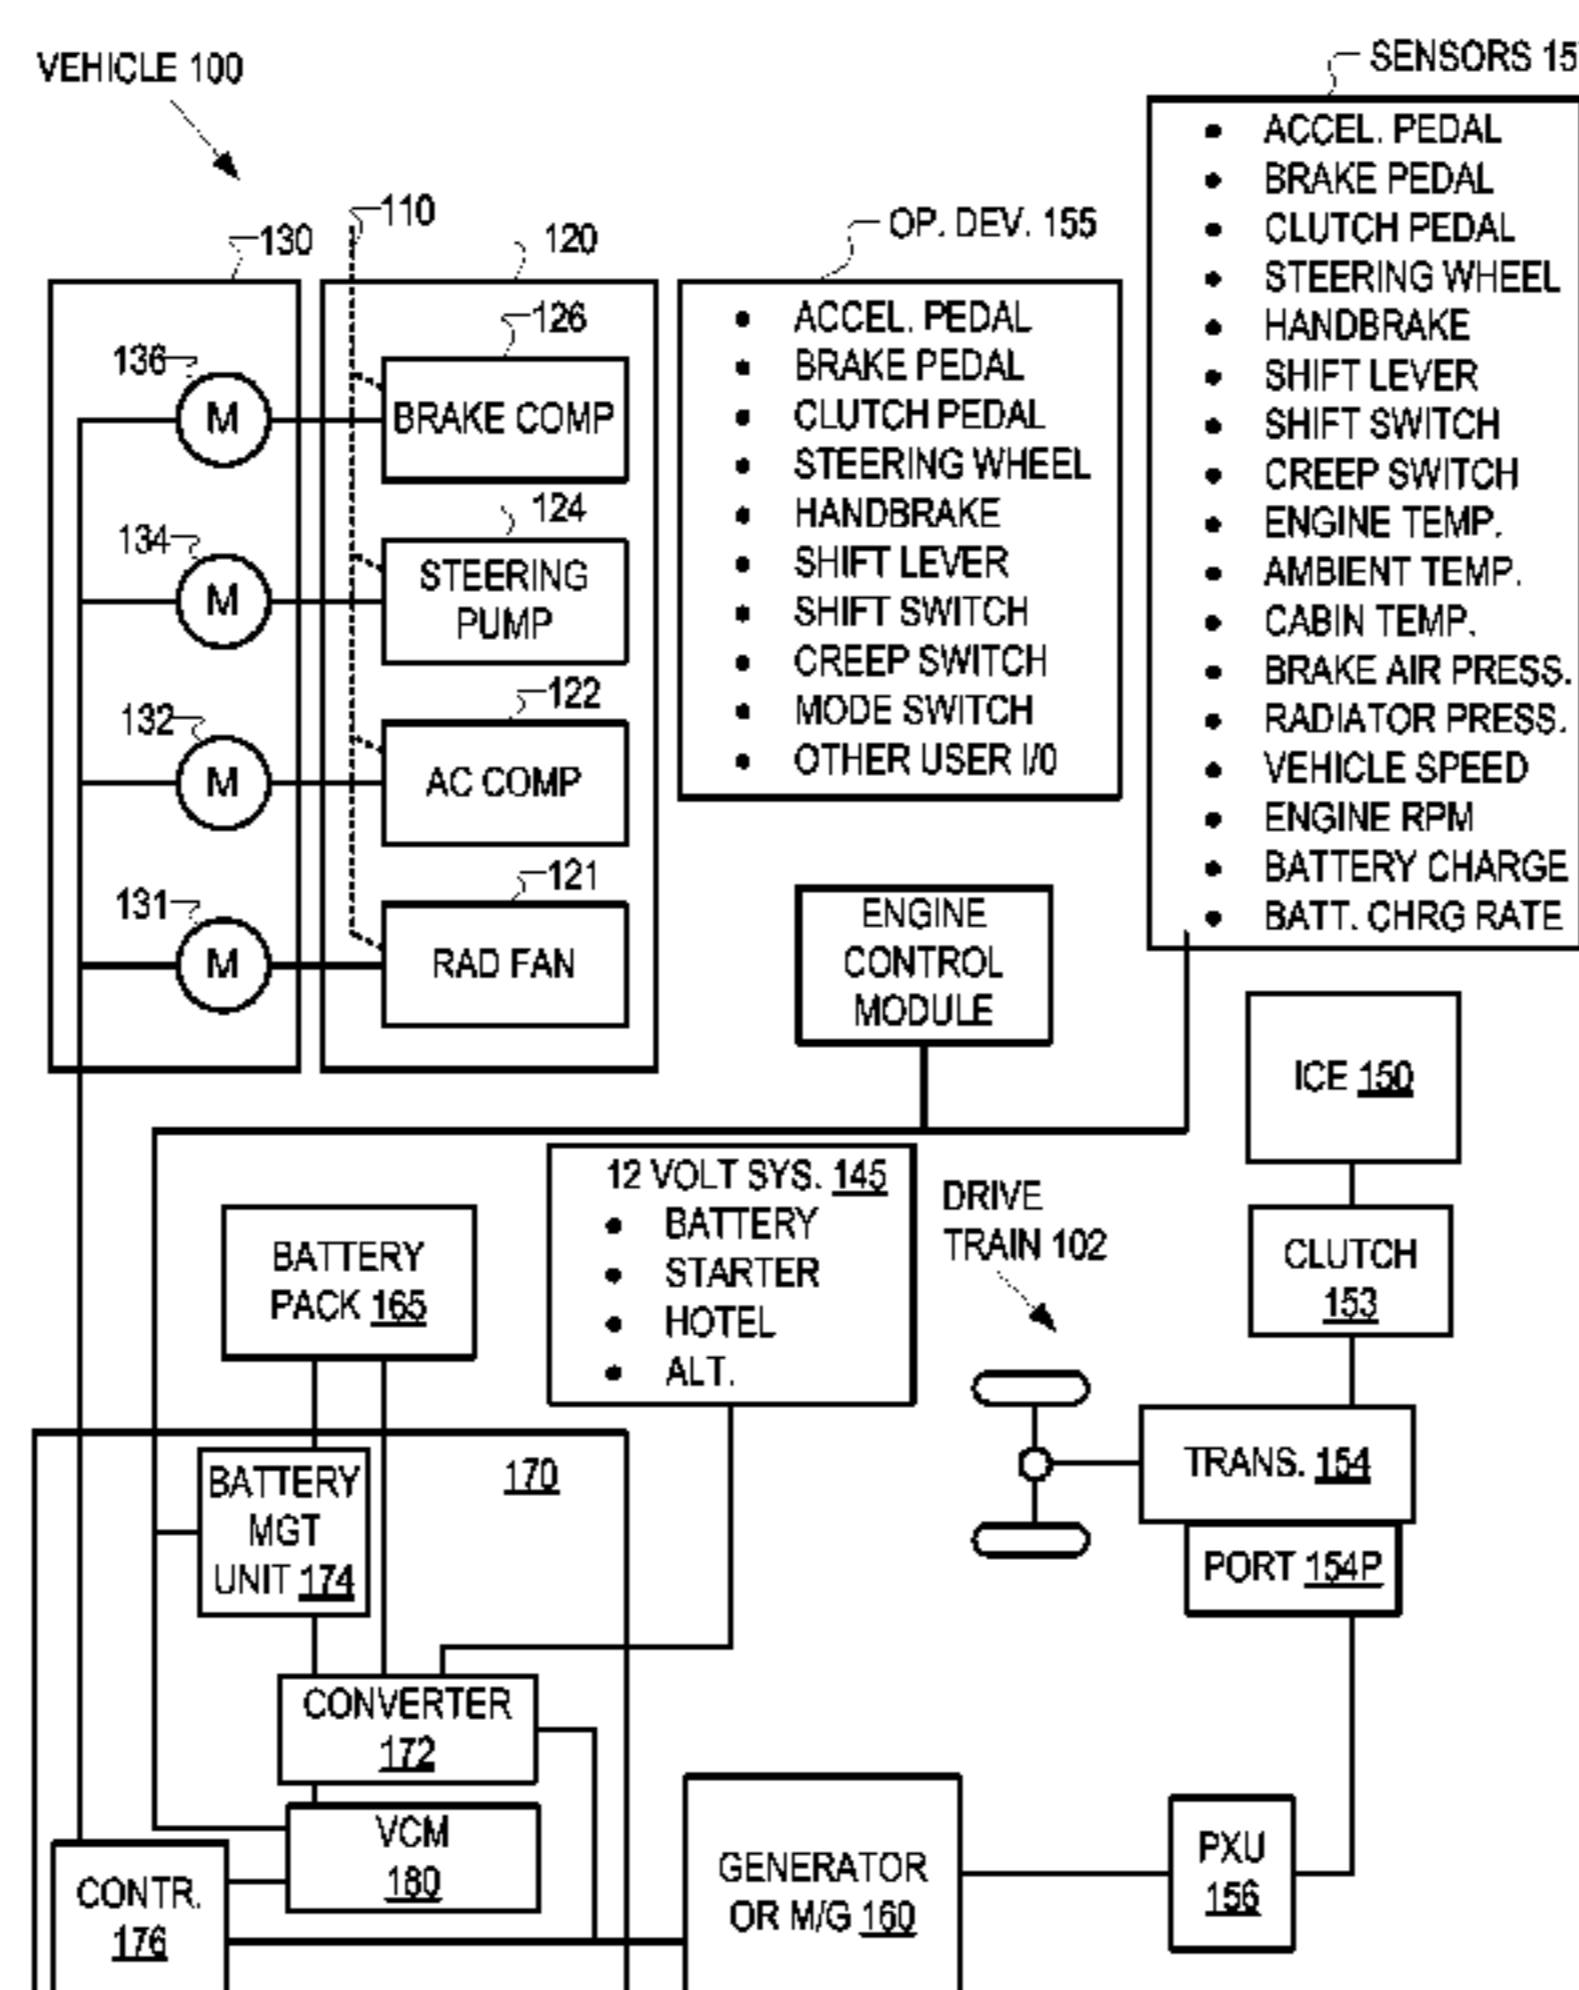 VEHICLE 100
SENSORS 15
• ACCEL. PEDAL
• BRAKE PEDAL
• CLUTCH PEDAL
• STEERING WHEEL
• HANDBRAKE
• SHIFT LEVER
• SHIFT SWITCH
• CREEP SWITCH
• ENGINE TEMP.
• AMBIENT TEMP.
• CABIN TEMP.
• BRAKE AIR PRESS.
• RADIATOR PRESS.
• VEHICLE SPEED
• ENGINE RPM
• BATTERY CHARGE
• BATT. CHRG RATE
130
110
120
OP. DEV. 155
• ACCEL. PEDAL
• BRAKE PEDAL
• CLUTCH PEDAL
• STEERING WHEEL
• HANDBRAKE
• SHIFT LEVER
• SHIFT SWITCH
• CREEP SWITCH
• MODE SWITCH
• OTHER USER I/0
136
M
126
BRAKE COMP
134
M
124
STEERING
PUMP
132
M
122
AC COMP
131
M
121
RAD FAN
ENGINE
CONTROL
MODULE
ICE 150
12 VOLT SYS. 145
• BATTERY
• STARTER
• HOTEL
• ALT.
DRIVE
TRAIN 102
CLUTCH
153
BATTERY
PACK 165
TRANS. 154
PORT 154P
170
BATTERY
MGT
UNIT 174
CONVERTER
172
VCM
180
CONTR.
176
GENERATOR
OR M/G 160
PXU
156